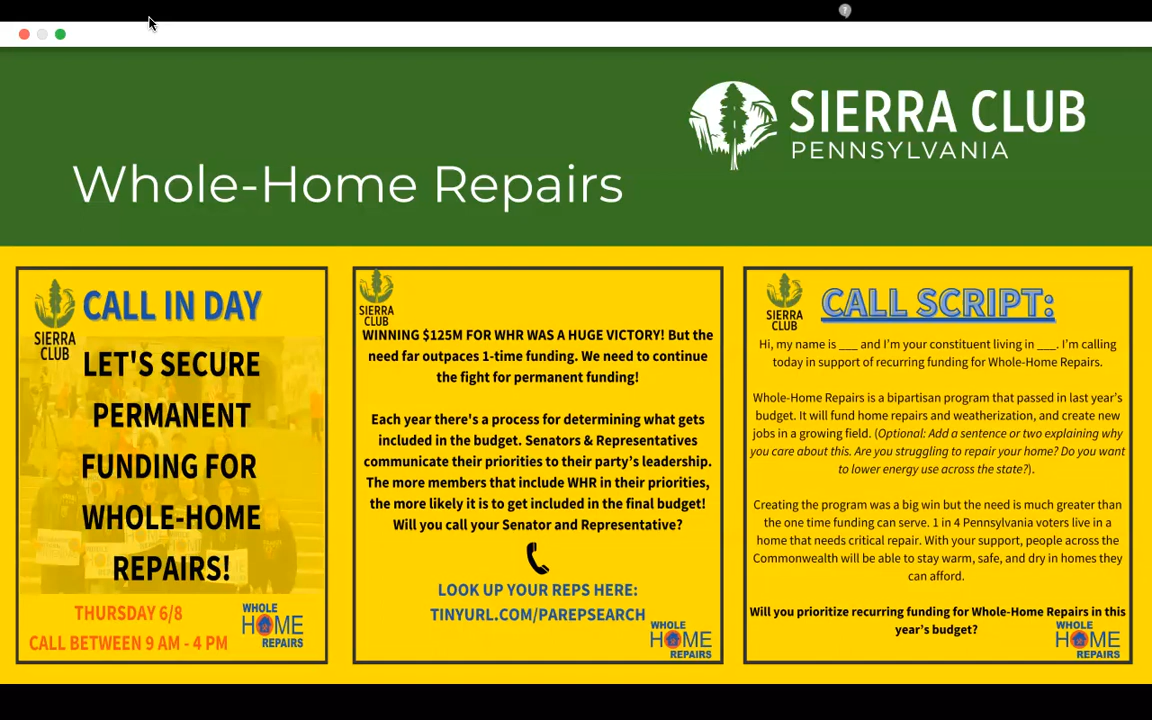 SIERRA CLUB
PENNSYLVANIA
Whole-Home Repairs
SIERRA
CLUB
CALL IN DAY
LET'S SECURE
PERMANENT
FUNDING FOR
WHOLE-HOME
REPAIRS!
THURSDAY 6/8
CALL BETWEEN 9 AM - 4 PM
WHOLE
HOME
REPAIRS
SIERRA
CLUB
WINNING $125M FOR WHR WAS A HUGE VICTORY! But the
need far outpaces 1-time funding. We need to continue
the fight for permanent funding!
Each year there's a process for determining what gets
included in the budget. Senators & Representatives
communicate their priorities to their party's leadership.
The more members that include WHR in their priorities,
the more likely it is to get included in the final budget!
Will you call your Senator and Representative?
LOOK UP YOUR REPS HERE:
TINYURL.COM/PAREPSEARCH
WHOLE
HOME
REPAIRS
SIERRA
CLUB
CALL SCRIPT:
Hi, my name is ___ and I'm your constituent living in ___. I'm calling
today in support of recurring funding for Whole-Home Repairs.
Whole-Home Repairs is a bipartisan program that passed in last year's
budget. It will fund home repairs and weatherization, and create new
jobs in a growing field. (Optional: Add a sentence or two explaining why
you care about this. Are you struggling to repair your home? Do you want
to lower energy use across the state?).
Creating the program was a big win but the need is much greater than
the one time funding can serve. 1 in 4 Pennsylvania voters live in a
home that needs critical repair. With your support, people across the
Commonwealth will be able to stay warm, safe, and dry in homes they
can afford.
Will you prioritize recurring funding for Whole-Home Repairs in this
year's budget?
WHOLE
HOME
REPAIRS